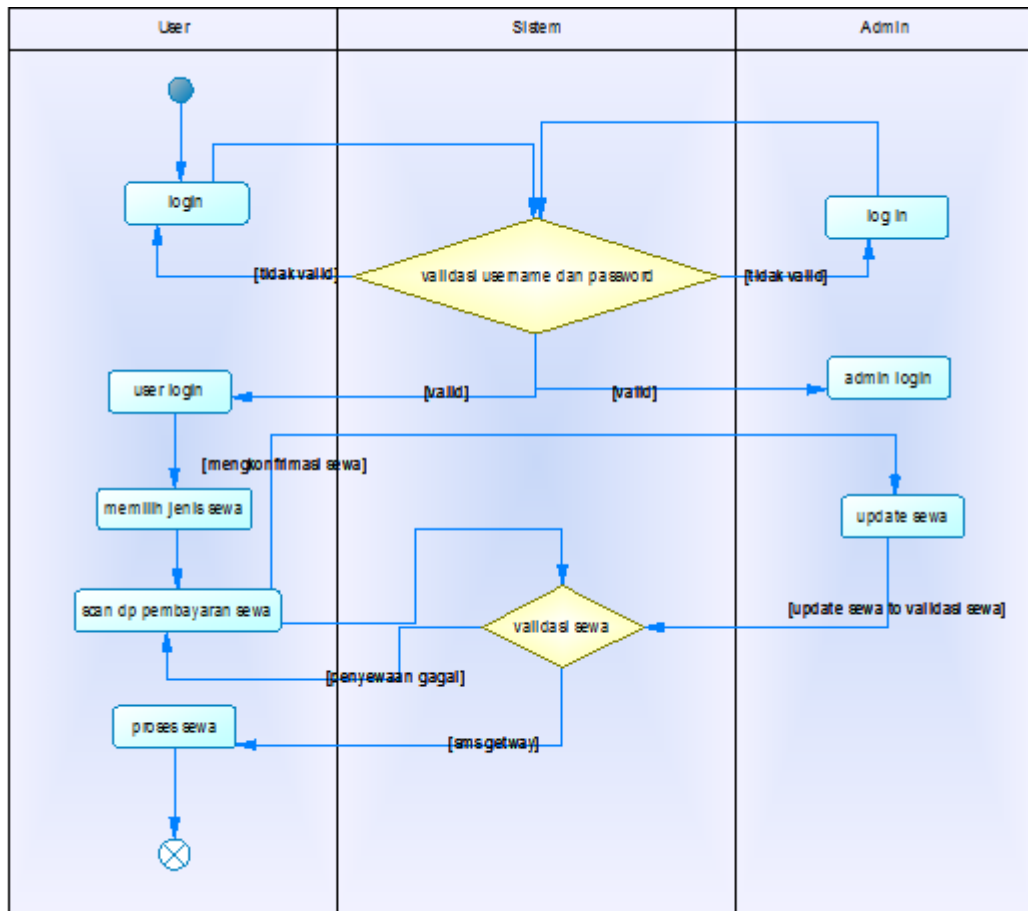 User
Sistem
Admin
login
log in
validasi username dan password
[tidak valid]
[tidak valid]
user login
admin login
[valid]
[valid]
[mengkonfirmasi sewa]
memilih jenis sewa
update sewa
scan dp pembayaran sewa
validasi sewa
[update sewa to validasi sewa]
[penyewaan gagal]
proses sewa
[sms getway]